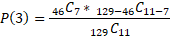 P(3) = ₄₆C₇ * ₁₂₉₋₄₆C₁₁₋₇ / ₁₂₉C₁₁